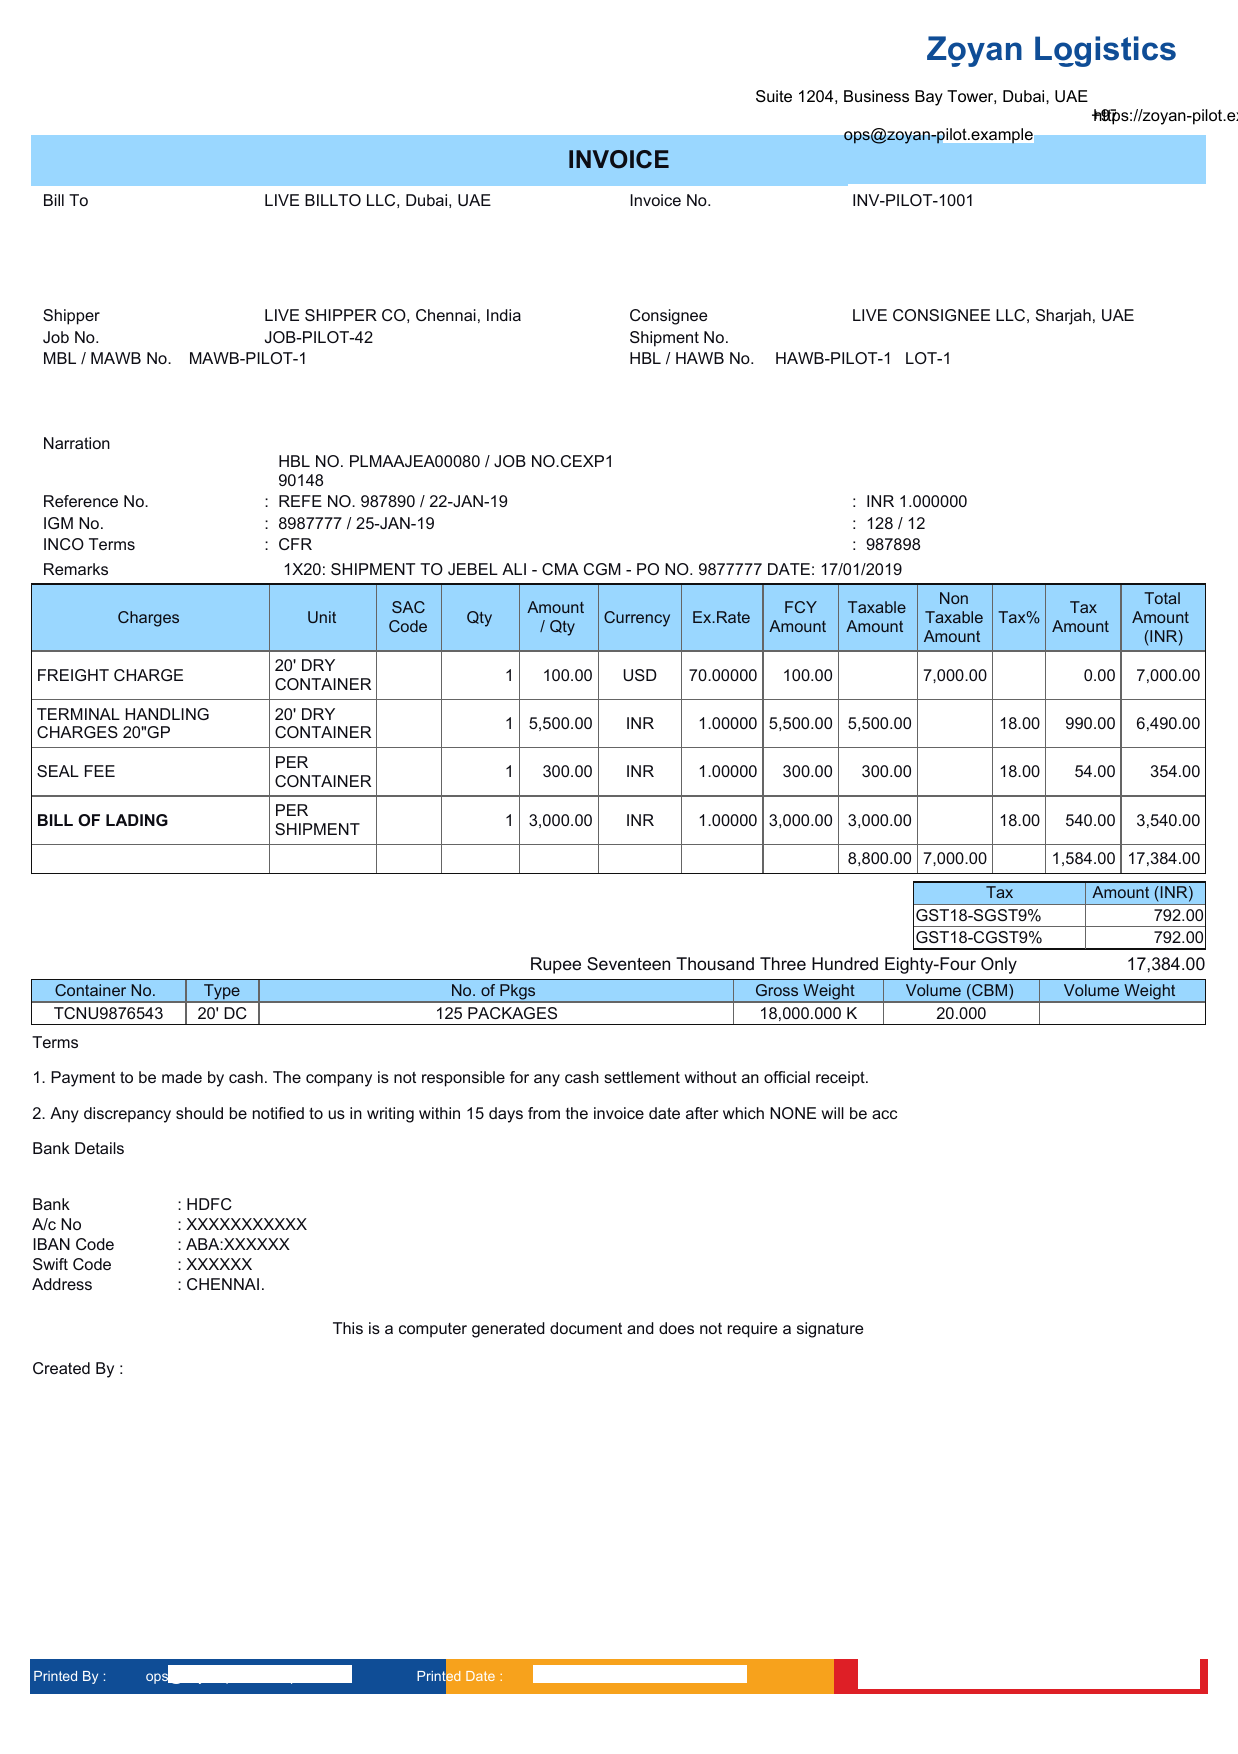 Zoyan Logistics
Suite 1204, Business Bay Tower, Dubai, UAE
https://zoyan-pilot.ex
ops@zoyan-pilot.example
INVOICE
Bill To LIVE BILLTO LLC, Dubai, UAE Invoice No. INV-PILOT-1001
Shipper LIVE SHIPPER CO, Chennai, India Consignee LIVE CONSIGNEE LLC, Sharjah, UAE
Job No. JOB-PILOT-42 Shipment No.
MBL / MAWB No. MAWB-PILOT-1 HBL / HAWB No. HAWB-PILOT-1 LOT-1
Narration
HBL NO. PLMAAJEA00080 / JOB NO.CEXP1
90148
Reference No. : REFE NO. 987890 / 22-JAN-19 : INR 1.000000
IGM No. : 8987777 / 25-JAN-19 : 128 / 12
INCO Terms : CFR : 987898
Remarks 1X20: SHIPMENT TO JEBEL ALI - CMA CGM - PO NO. 9877777 DATE: 17/01/2019
Charges Unit SAC Code Qty Amount / Qty Currency Ex.Rate FCY Amount Taxable Amount Non Taxable Amount Tax% Tax Amount Total Amount (INR)
FREIGHT CHARGE 20' DRY CONTAINER 1 100.00 USD 70.00000 100.00 7,000.00 0.00 7,000.00
TERMINAL HANDLING CHARGES 20"GP 20' DRY CONTAINER 1 5,500.00 INR 1.00000 5,500.00 5,500.00 18.00 990.00 6,490.00
SEAL FEE PER CONTAINER 1 300.00 INR 1.00000 300.00 300.00 18.00 54.00 354.00
BILL OF LADING PER SHIPMENT 1 3,000.00 INR 1.00000 3,000.00 3,000.00 18.00 540.00 3,540.00
8,800.00 7,000.00 1,584.00 17,384.00
Tax Amount (INR)
GST18-SGST9% 792.00
GST18-CGST9% 792.00
Rupee Seventeen Thousand Three Hundred Eighty-Four Only 17,384.00
Container No. Type No. of Pkgs Gross Weight Volume (CBM) Volume Weight
TCNU9876543 20' DC 125 PACKAGES 18,000.000 K 20.000
Terms
1. Payment to be made by cash. The company is not responsible for any cash settlement without an official receipt.
2. Any discrepancy should be notified to us in writing within 15 days from the invoice date after which NONE will be acc
Bank Details
Bank : HDFC
A/c No : XXXXXXXXXXX
IBAN Code : ABA:XXXXXX
Swift Code : XXXXXX
Address : CHENNAI.
This is a computer generated document and does not require a signature
Created By :
Printed By : ops Printed Date :